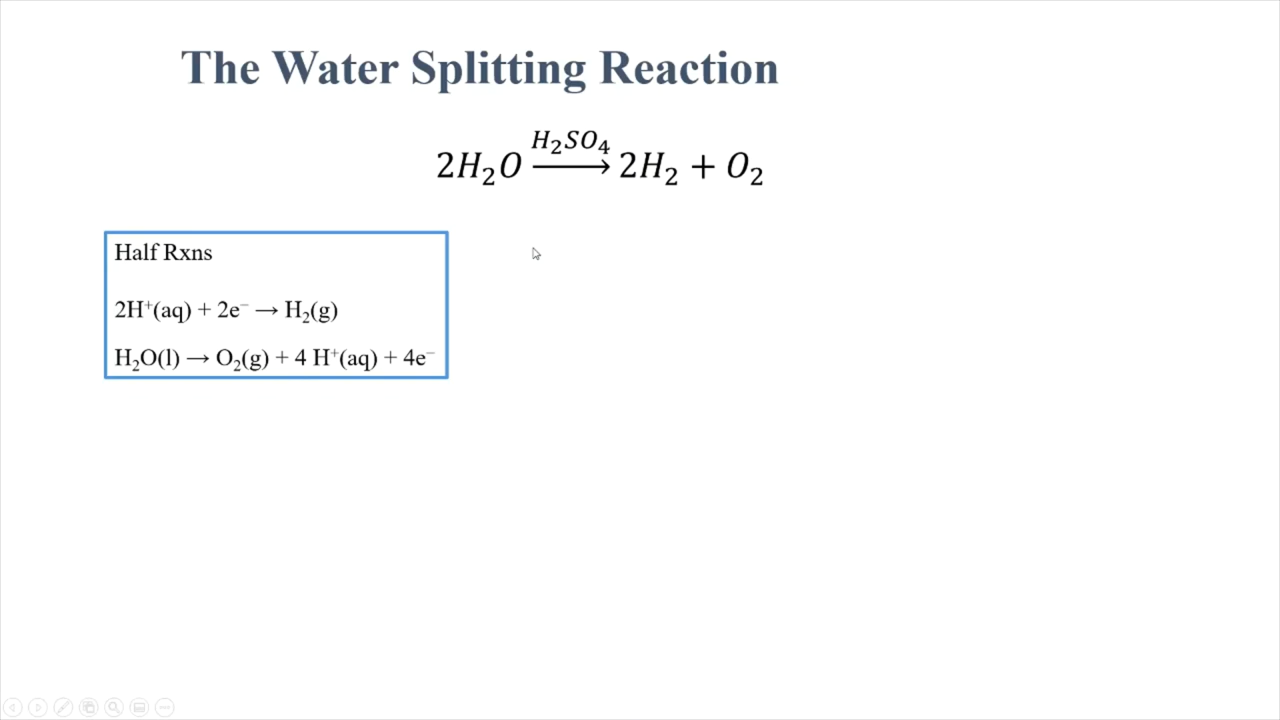 The Water Splitting Reaction
H₂SO₄
2H₂O ⟶ 2H₂ + O₂
Half Rxns
2H⁺(aq) + 2e⁻ → H₂(g)
H₂O(l) → O₂(g) + 4 H⁺(aq) + 4e⁻